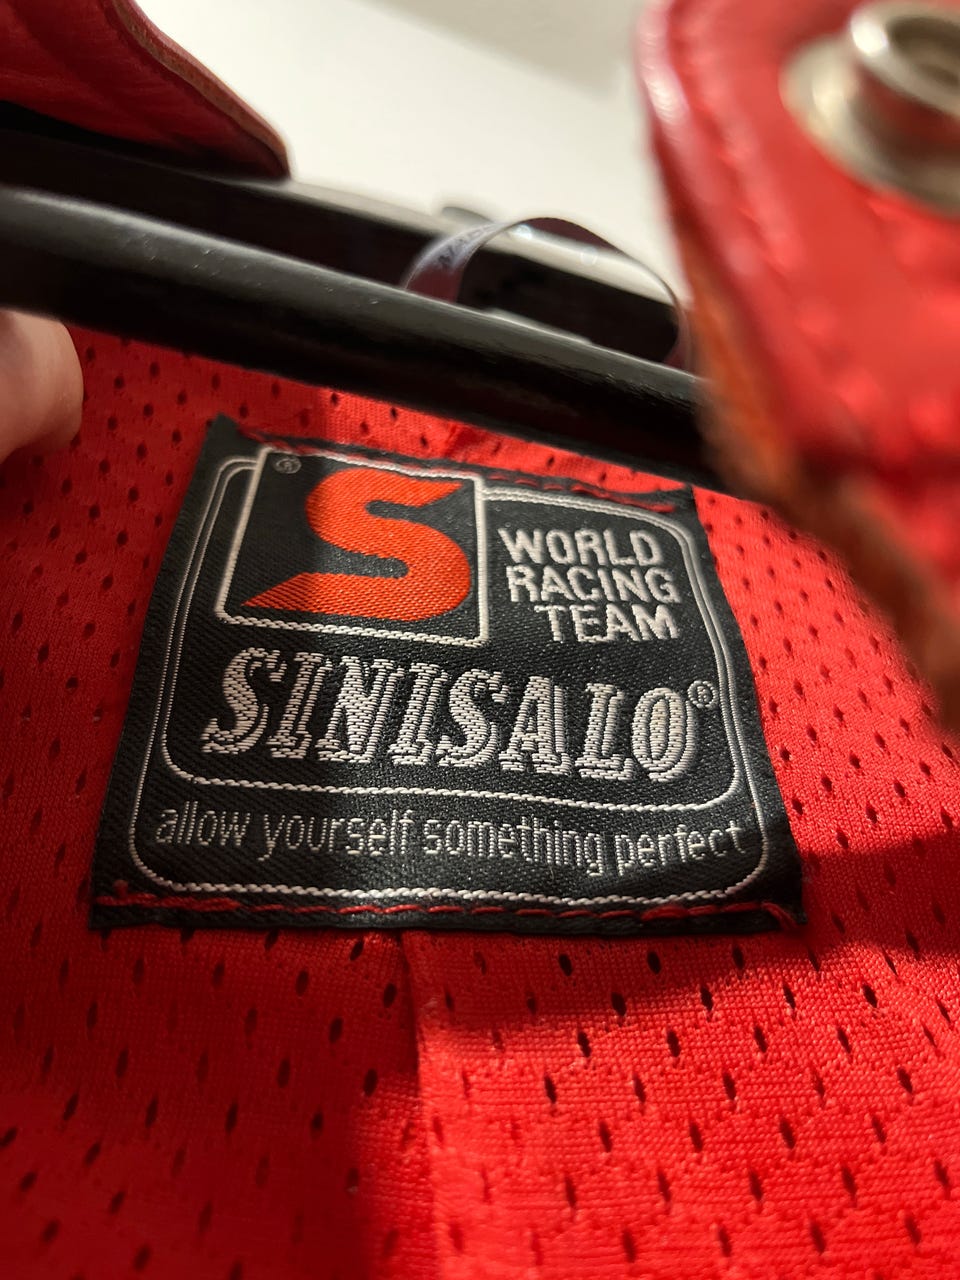 ®
S
WORLD
RACING
TEAM
SINISALO®
allow yourself something perfect